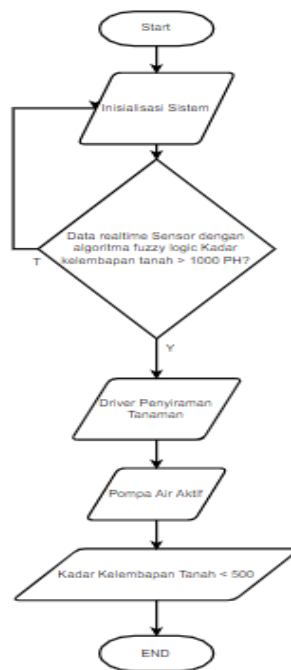 Start
Inisialisasi Sistem
Data realtime Sensor dengan
algoritma fuzzy logic Kadar
kelembapan tanah > 1000 PH?
T
Y
Driver Penyiraman
Tanaman
Pompa Air Aktif
Kadar Kelembapan Tanah < 500
END